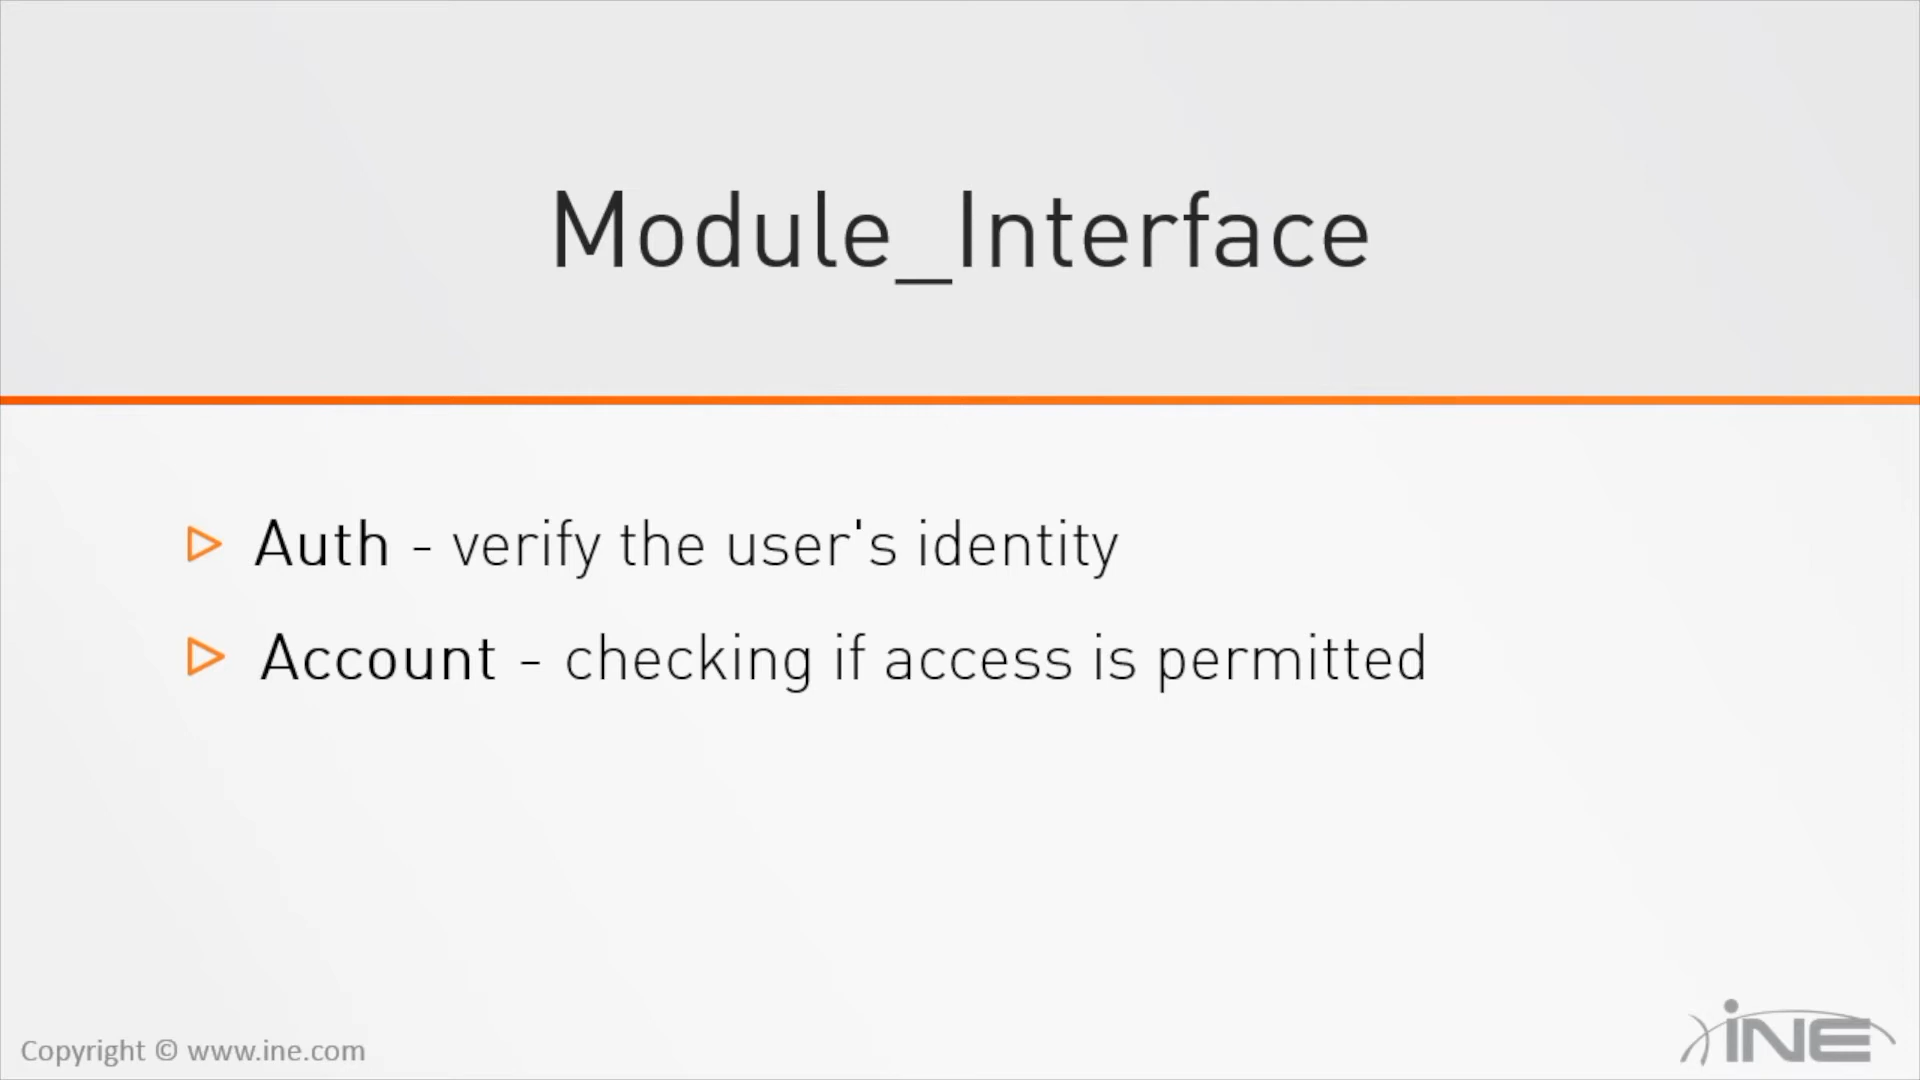 Module_Interface
Auth - verify the user's identity
Account - checking if access is permitted
Copyright © www.ine.com
iNE